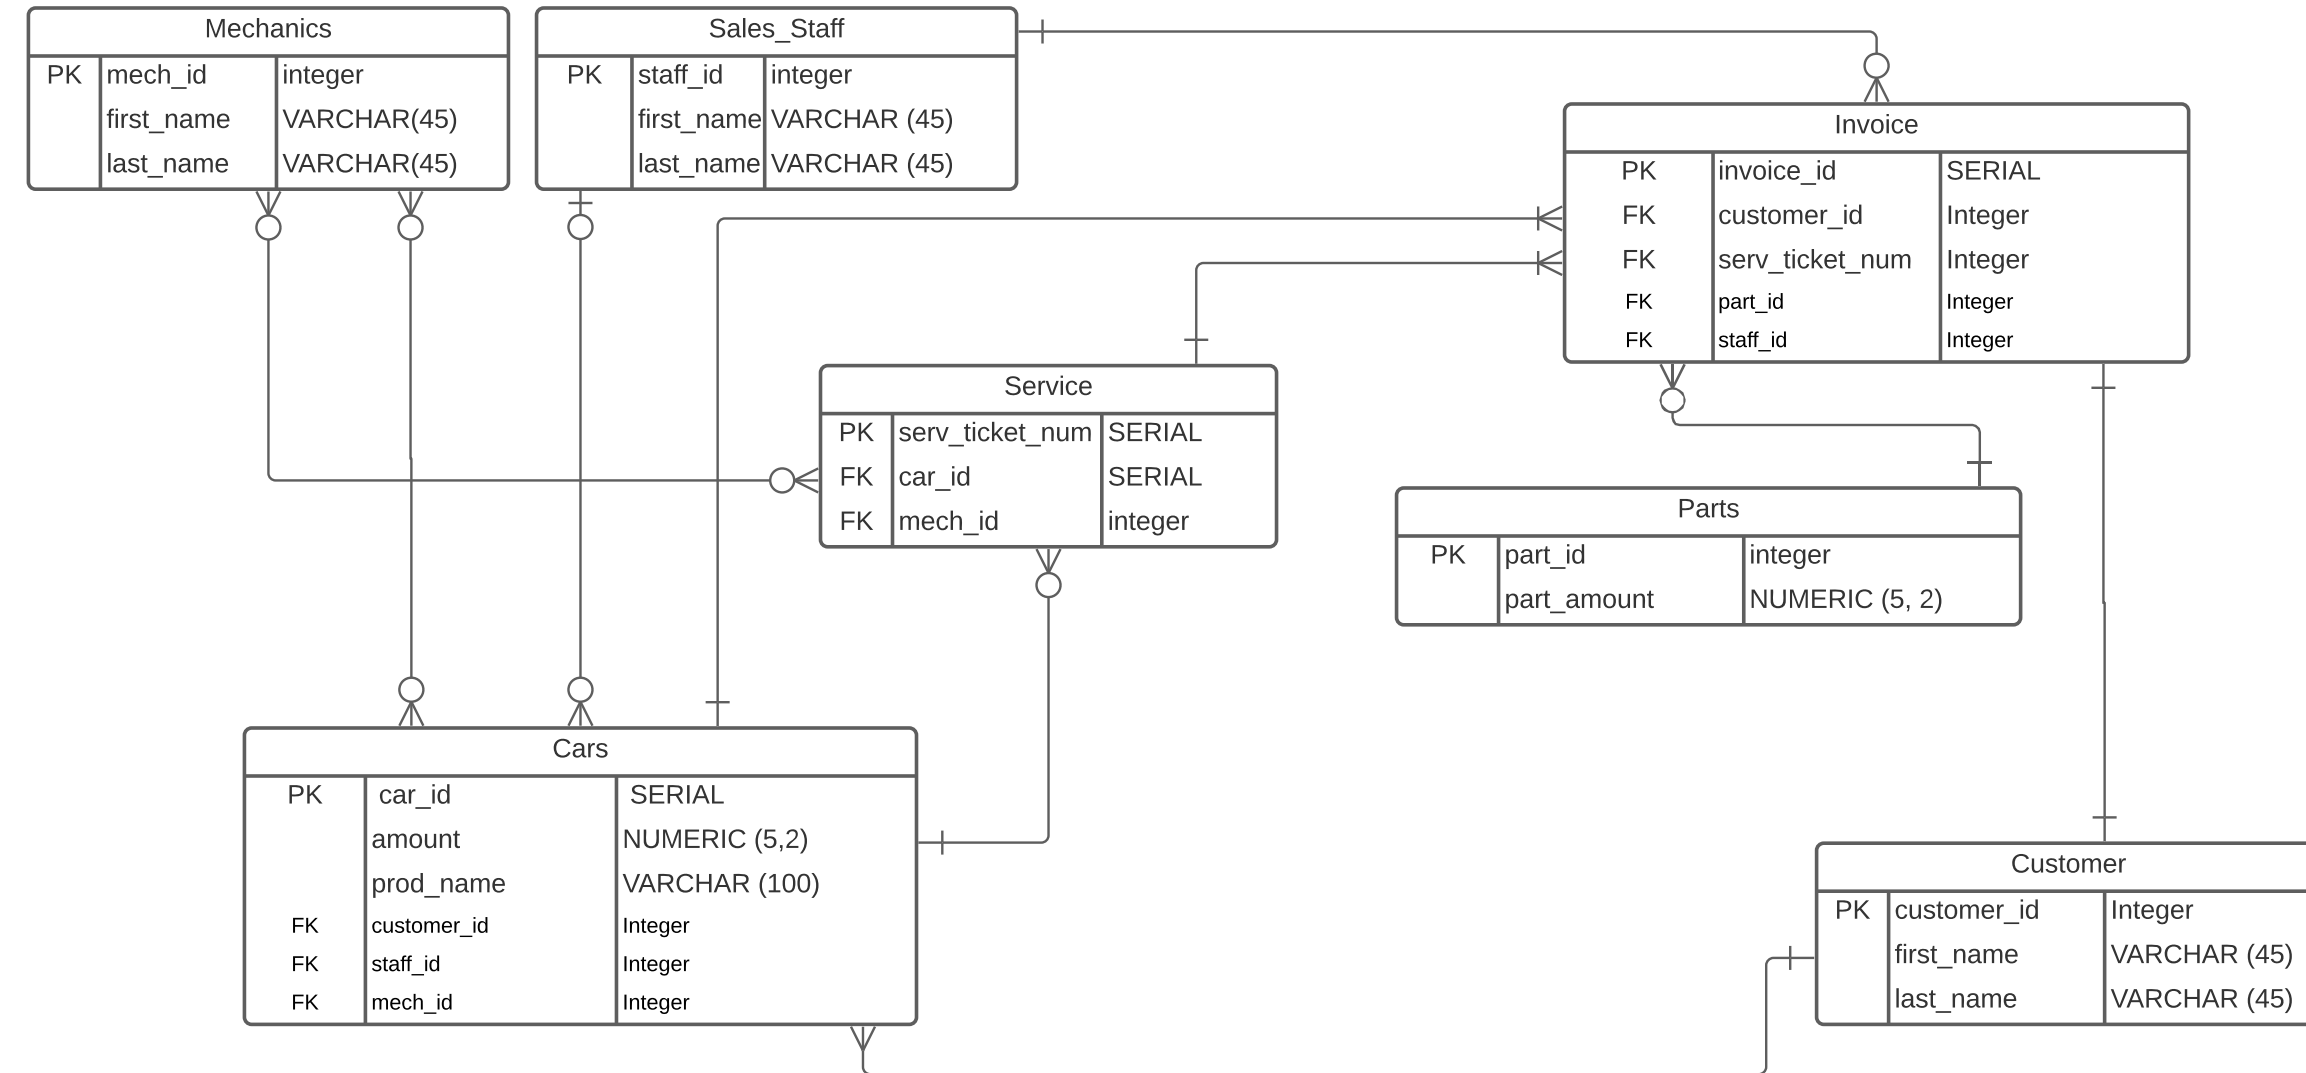 Mechanics
PK mech_id integer
first_name VARCHAR(45)
last_name VARCHAR(45)
Sales_Staff
PK staff_id integer
first_name VARCHAR (45)
last_name VARCHAR (45)
Invoice
PK invoice_id SERIAL
FK customer_id Integer
FK serv_ticket_num Integer
FK part_id Integer
FK staff_id Integer
Service
PK serv_ticket_num SERIAL
FK car_id SERIAL
FK mech_id integer
Parts
PK part_id integer
part_amount NUMERIC (5, 2)
Cars
PK car_id SERIAL
amount NUMERIC (5,2)
prod_name VARCHAR (100)
FK customer_id Integer
FK staff_id Integer
FK mech_id Integer
Customer
PK customer_id Integer
first_name VARCHAR (45)
last_name VARCHAR (45)